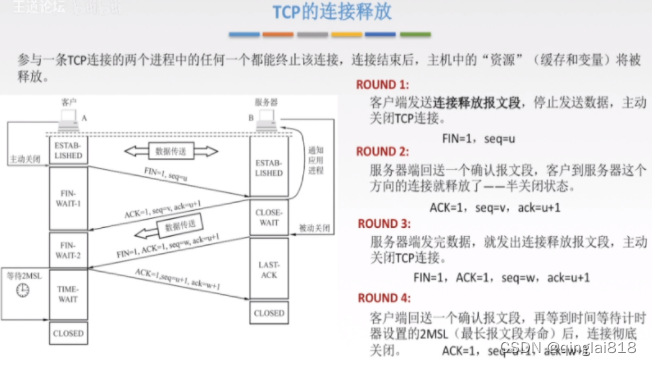 王道论坛
TCP的连接释放
参与一条TCP连接的两个进程中的任何一个都能终止该连接，连接结束后，主机中的“资源”（缓存和变量）将被
释放。
客户
服务器
A
B
ESTAB-
LISHED
数据传送
ESTAB-
LISHED
通知
应用
进程
主动关闭
FIN=1, seq=u
FIN-
WAIT-1
ACK=1, seq=v, ack=u+1
CLOSE-
WAIT
数据传送
被动关闭
FIN-
WAIT-2
FIN=1, ACK=1, seq=w, ack=u+1
LAST-
ACK
等待2MSL
ACK=1,seq=u+1, ack=w+1
TIME-
WAIT
CLOSED
CLOSED
ROUND 1:
客户端发送连接释放报文段，停止发送数据，主动
关闭TCP连接。
FIN=1，seq=u
ROUND 2:
服务器端回送一个确认报文段，客户到服务器这个
方向的连接就释放了——半关闭状态。
ACK=1，seq=v，ack=u+1
ROUND 3:
服务器端发完数据，就发出连接释放报文段，主动
关闭TCP连接。
FIN=1，ACK=1，seq=w，ack=u+1
ROUND 4:
客户端回送一个确认报文段，再等到时间等待计时
器设置的2MSL（最长报文段寿命）后，连接彻底
关闭。 ACK=1，seq=u+1，ack=w+1
CSDN @qinglai818